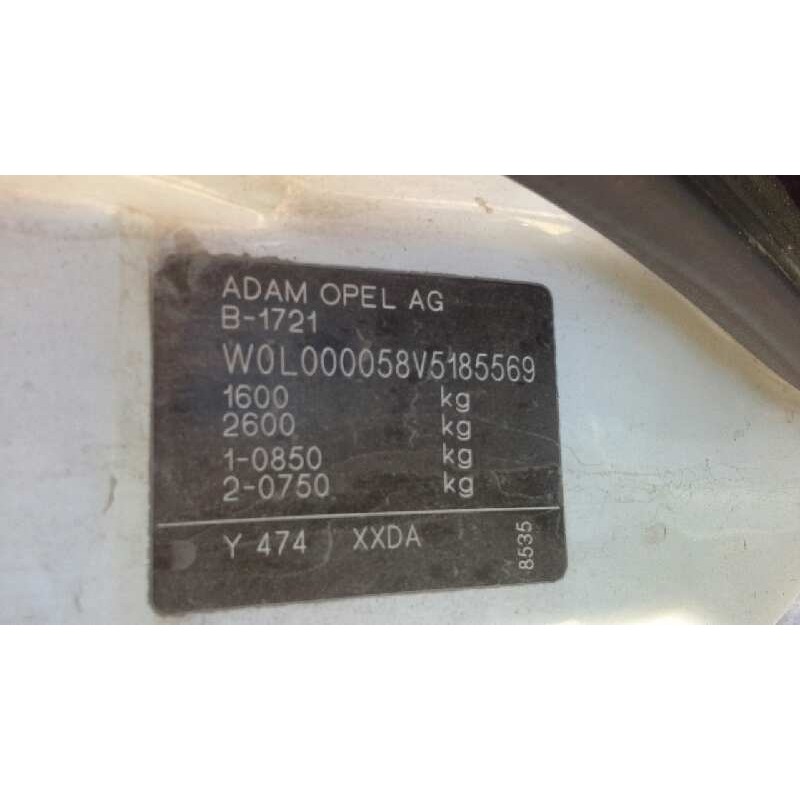 ADAM OPEL AG
B-1721
W0L000058V5185569
1600 kg
2600 kg
1-0850 kg
2-0750 kg
Y 474 XXDA
8535